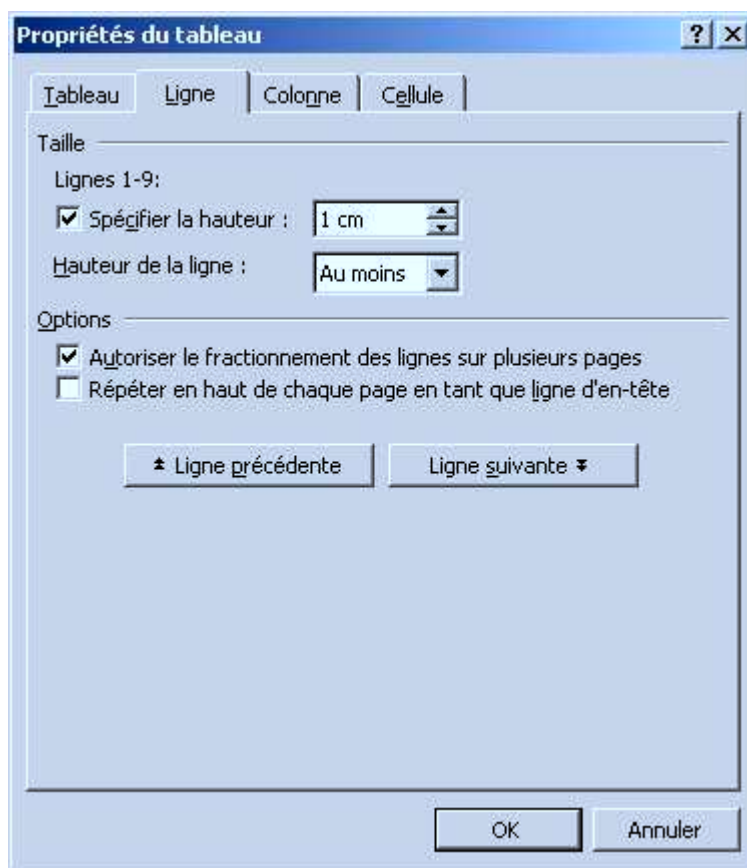 Propriétés du tableau
Tableau Ligne Colonne Cellule
Taille
Lignes 1-9:
Spécifier la hauteur : 1 cm
Hauteur de la ligne : Au moins
Options
Autoriser le fractionnement des lignes sur plusieurs pages
Répéter en haut de chaque page en tant que ligne d'en-tête
Ligne précédente Ligne suivante
OK Annuler